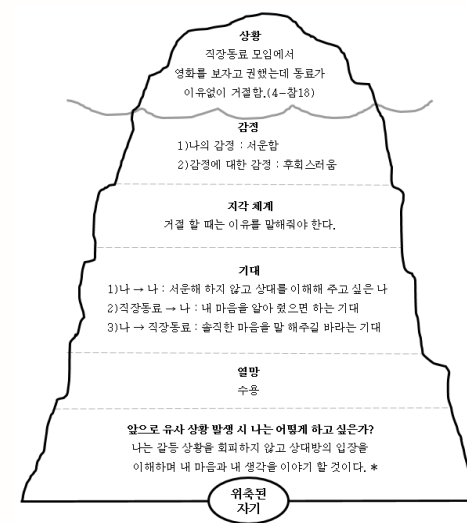 상황
직장동료 모임에서
영화를 보자고 권했는데 동료가
이유없이 거절함.(4-참18)
감정
1)나의 감정 : 서운함
2)감정에 대한 감정 : 후회스러움
지각 체계
거절 할 때는 이유를 말해줘야 한다.
기대
1)나 → 나 : 서운해 하지 않고 상대를 이해해 주고 싶은 나
2)직장동료 → 나 : 내 마음을 알아 줬으면 하는 기대
3)나 → 직장동료 : 솔직한 마음을 말 해주길 바라는 기대
열망
수용
앞으로 유사 상황 발생 시 나는 어떻게 하고 싶은가?
나는 갈등 상황을 회피하지 않고 상대방의 입장을
이해하며 내 마음과 내 생각을 이야기 할 것이다. *
위축된
자기